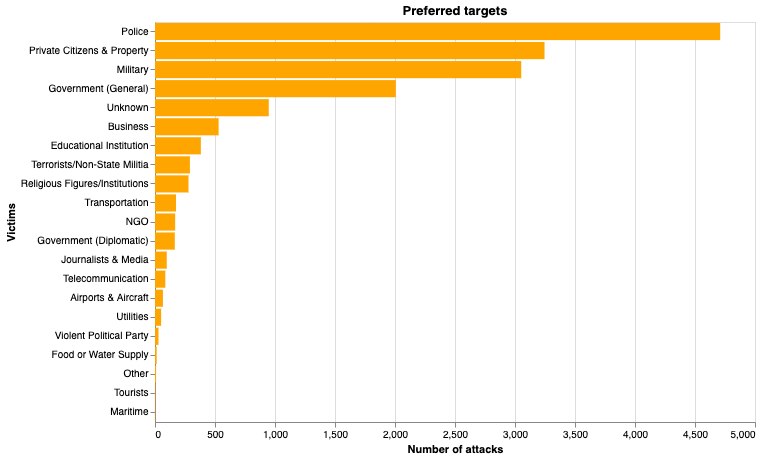 Preferred targets
Victims
Police
Private Citizens & Property
Military
Government (General)
Unknown
Business
Educational Institution
Terrorists/Non-State Militia
Religious Figures/Institutions
Transportation
NGO
Government (Diplomatic)
Journalists & Media
Telecommunication
Airports & Aircraft
Utilities
Violent Political Party
Food or Water Supply
Other
Tourists
Maritime
0 500 1,000 1,500 2,000 2,500 3,000 3,500 4,000 4,500 5,000
Number of attacks